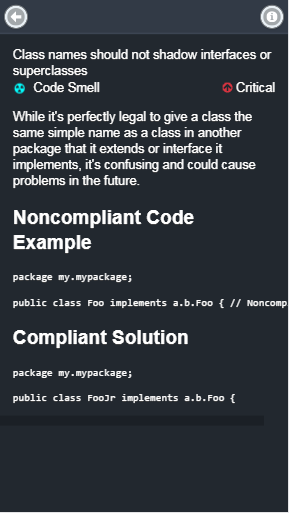 Class names should not shadow interfaces or
superclasses
Code Smell Critical
While it's perfectly legal to give a class the
same simple name as a class in another
package that it extends or interface it
implements, it's confusing and could cause
problems in the future.
Noncompliant Code
Example
package my.mypackage;
public class Foo implements a.b.Foo { // Noncomp
Compliant Solution
package my.mypackage;
public class FooJr implements a.b.Foo {